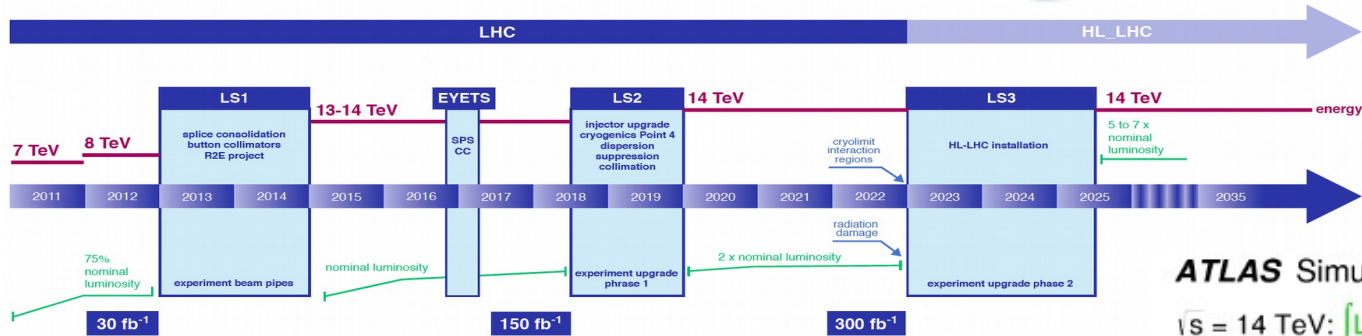 LHC
HL_LHC
LS1
EYETS
LS2
LS3
7 TeV
8 TeV
13-14 TeV
14 TeV
14 TeV
energy
splice consolidation
button collimators
R2E project
SPS
CC
injector upgrade
cryogenics Point 4
dispersion
suppression
collimation
cryolimit
interaction
regions
HL-LHC installation
5 to 7 x
nominal
luminosity
2011 2012 2013 2014 2015 2016 2017 2018 2019 2020 2021 2022 2023 2024 2025 2035
75%
nominal
luminosity
experiment beam pipes
nominal luminosity
experiment upgrade
phrase 1
2 x nominal luminosity
radiation
damage
experiment upgrade phase 2
30 fb-1
150 fb-1
300 fb-1
ATLAS Simu
√s = 14 TeV: